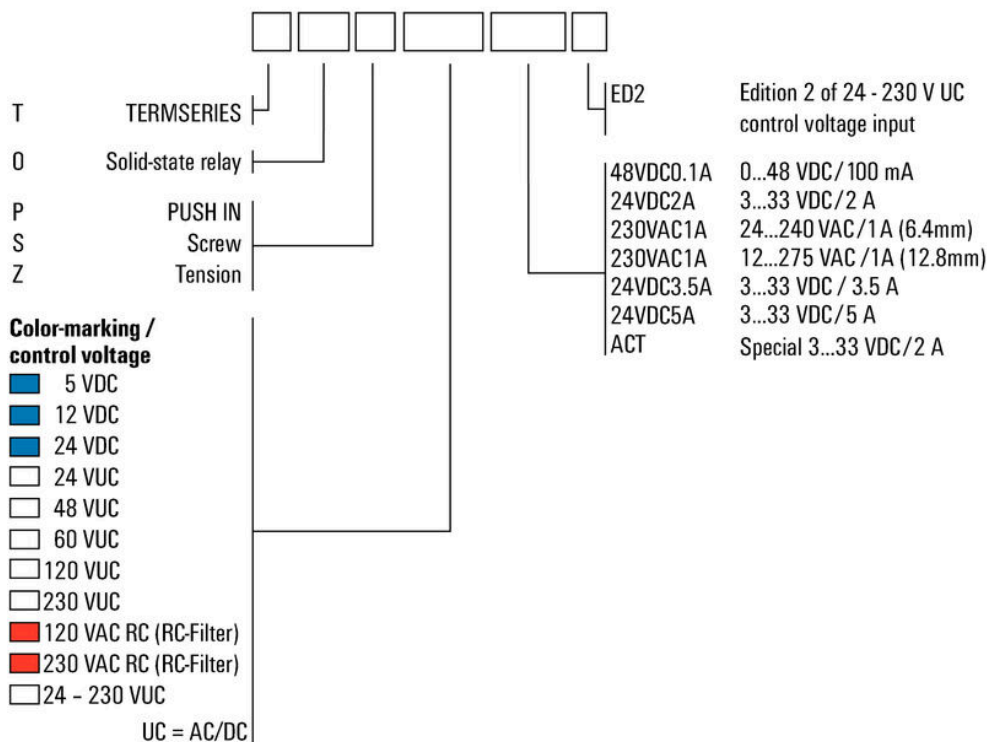 T TERMSERIES
O Solid-state relay
P PUSH IN
S Screw
Z Tension
Color-marking /
control voltage
5 VDC
12 VDC
24 VDC
24 VUC
48 VUC
60 VUC
120 VUC
230 VUC
120 VAC RC (RC-Filter)
230 VAC RC (RC-Filter)
24 – 230 VUC
UC = AC/DC
ED2 Edition 2 of 24 - 230 V UC
control voltage input
48VDC0.1A 0...48 VDC/100 mA
24VDC2A 3...33 VDC/2 A
230VAC1A 24...240 VAC/1A (6.4mm)
230VAC1A 12...275 VAC/1A (12.8mm)
24VDC3.5A 3...33 VDC / 3.5 A
24VDC5A 3...33 VDC/5 A
ACT Special 3...33 VDC/2 A